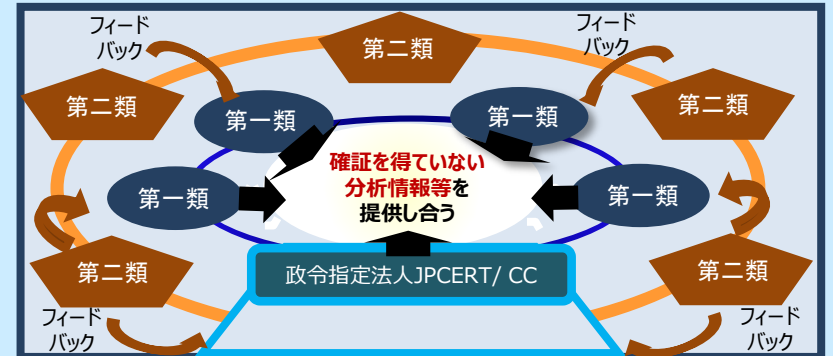 フィード
バック
第二類
フィード
バック
第二類
第一類
第一類
第二類
第一類
確証を得ていない
分析情報等を
提供し合う
第一類
第二類
政令指定法人JPCERT/ CC
第二類
フィード
バック
フィード
バック